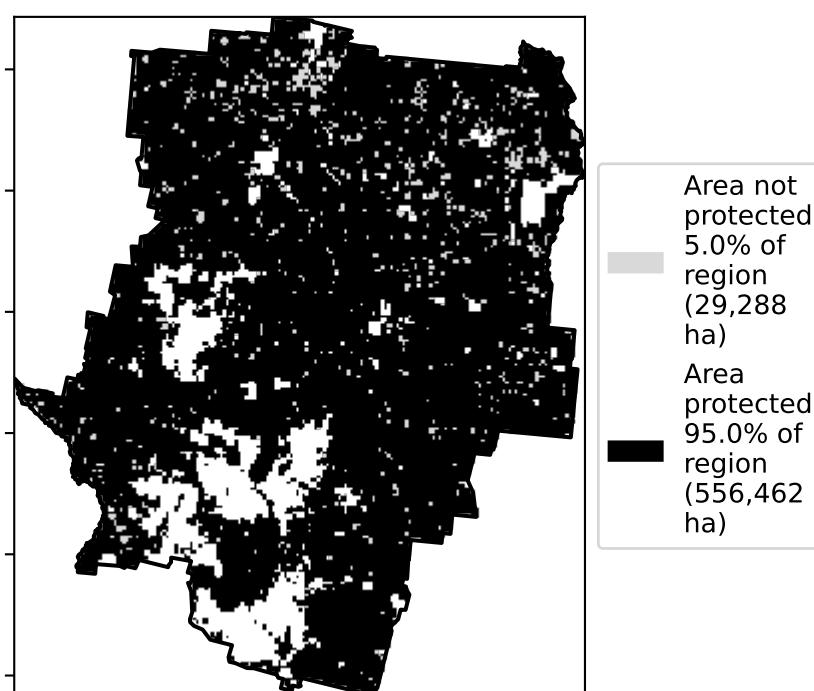 Area not
protected
5.0% of
region
(29,288
ha)
Area
protected
95.0% of
region
(556,462
ha)